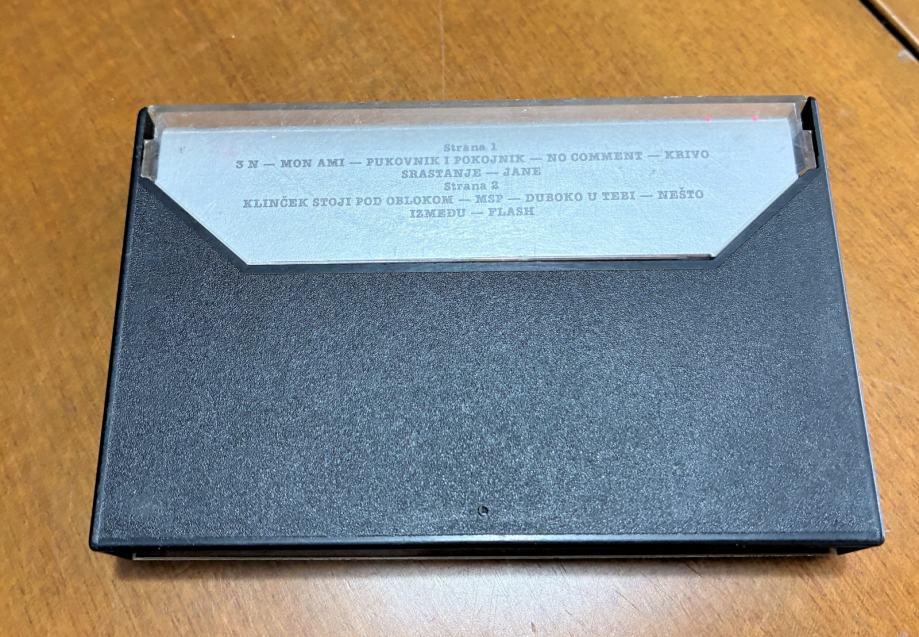 Strana 1
3 N — MON AMI — PUKOVNIK I POKOJNIK — NO COMMENT — KRIVO
SRASTANJE — JANE
Strana 2
KLINČEK STOJI POD OBLOKOM — MSP — DUBOKO U TEBI — NEŠTO
IZMEĐU — FLASH